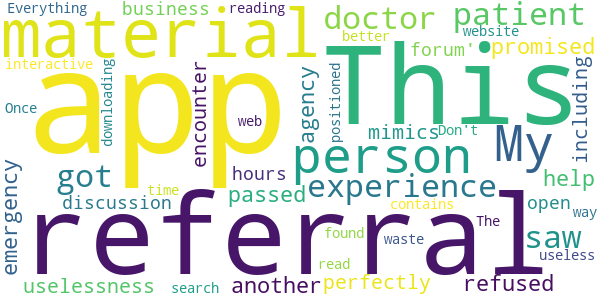 Everything business reading doctor patient
material better website
app This forum' promised
interactive downloading encounter agency positioned including
Once web mimics Don't My
got person
emergency hours experience help
time passed contains
discussion open way
referral The saw
found waste useless
uselessness search another read perfectly refused